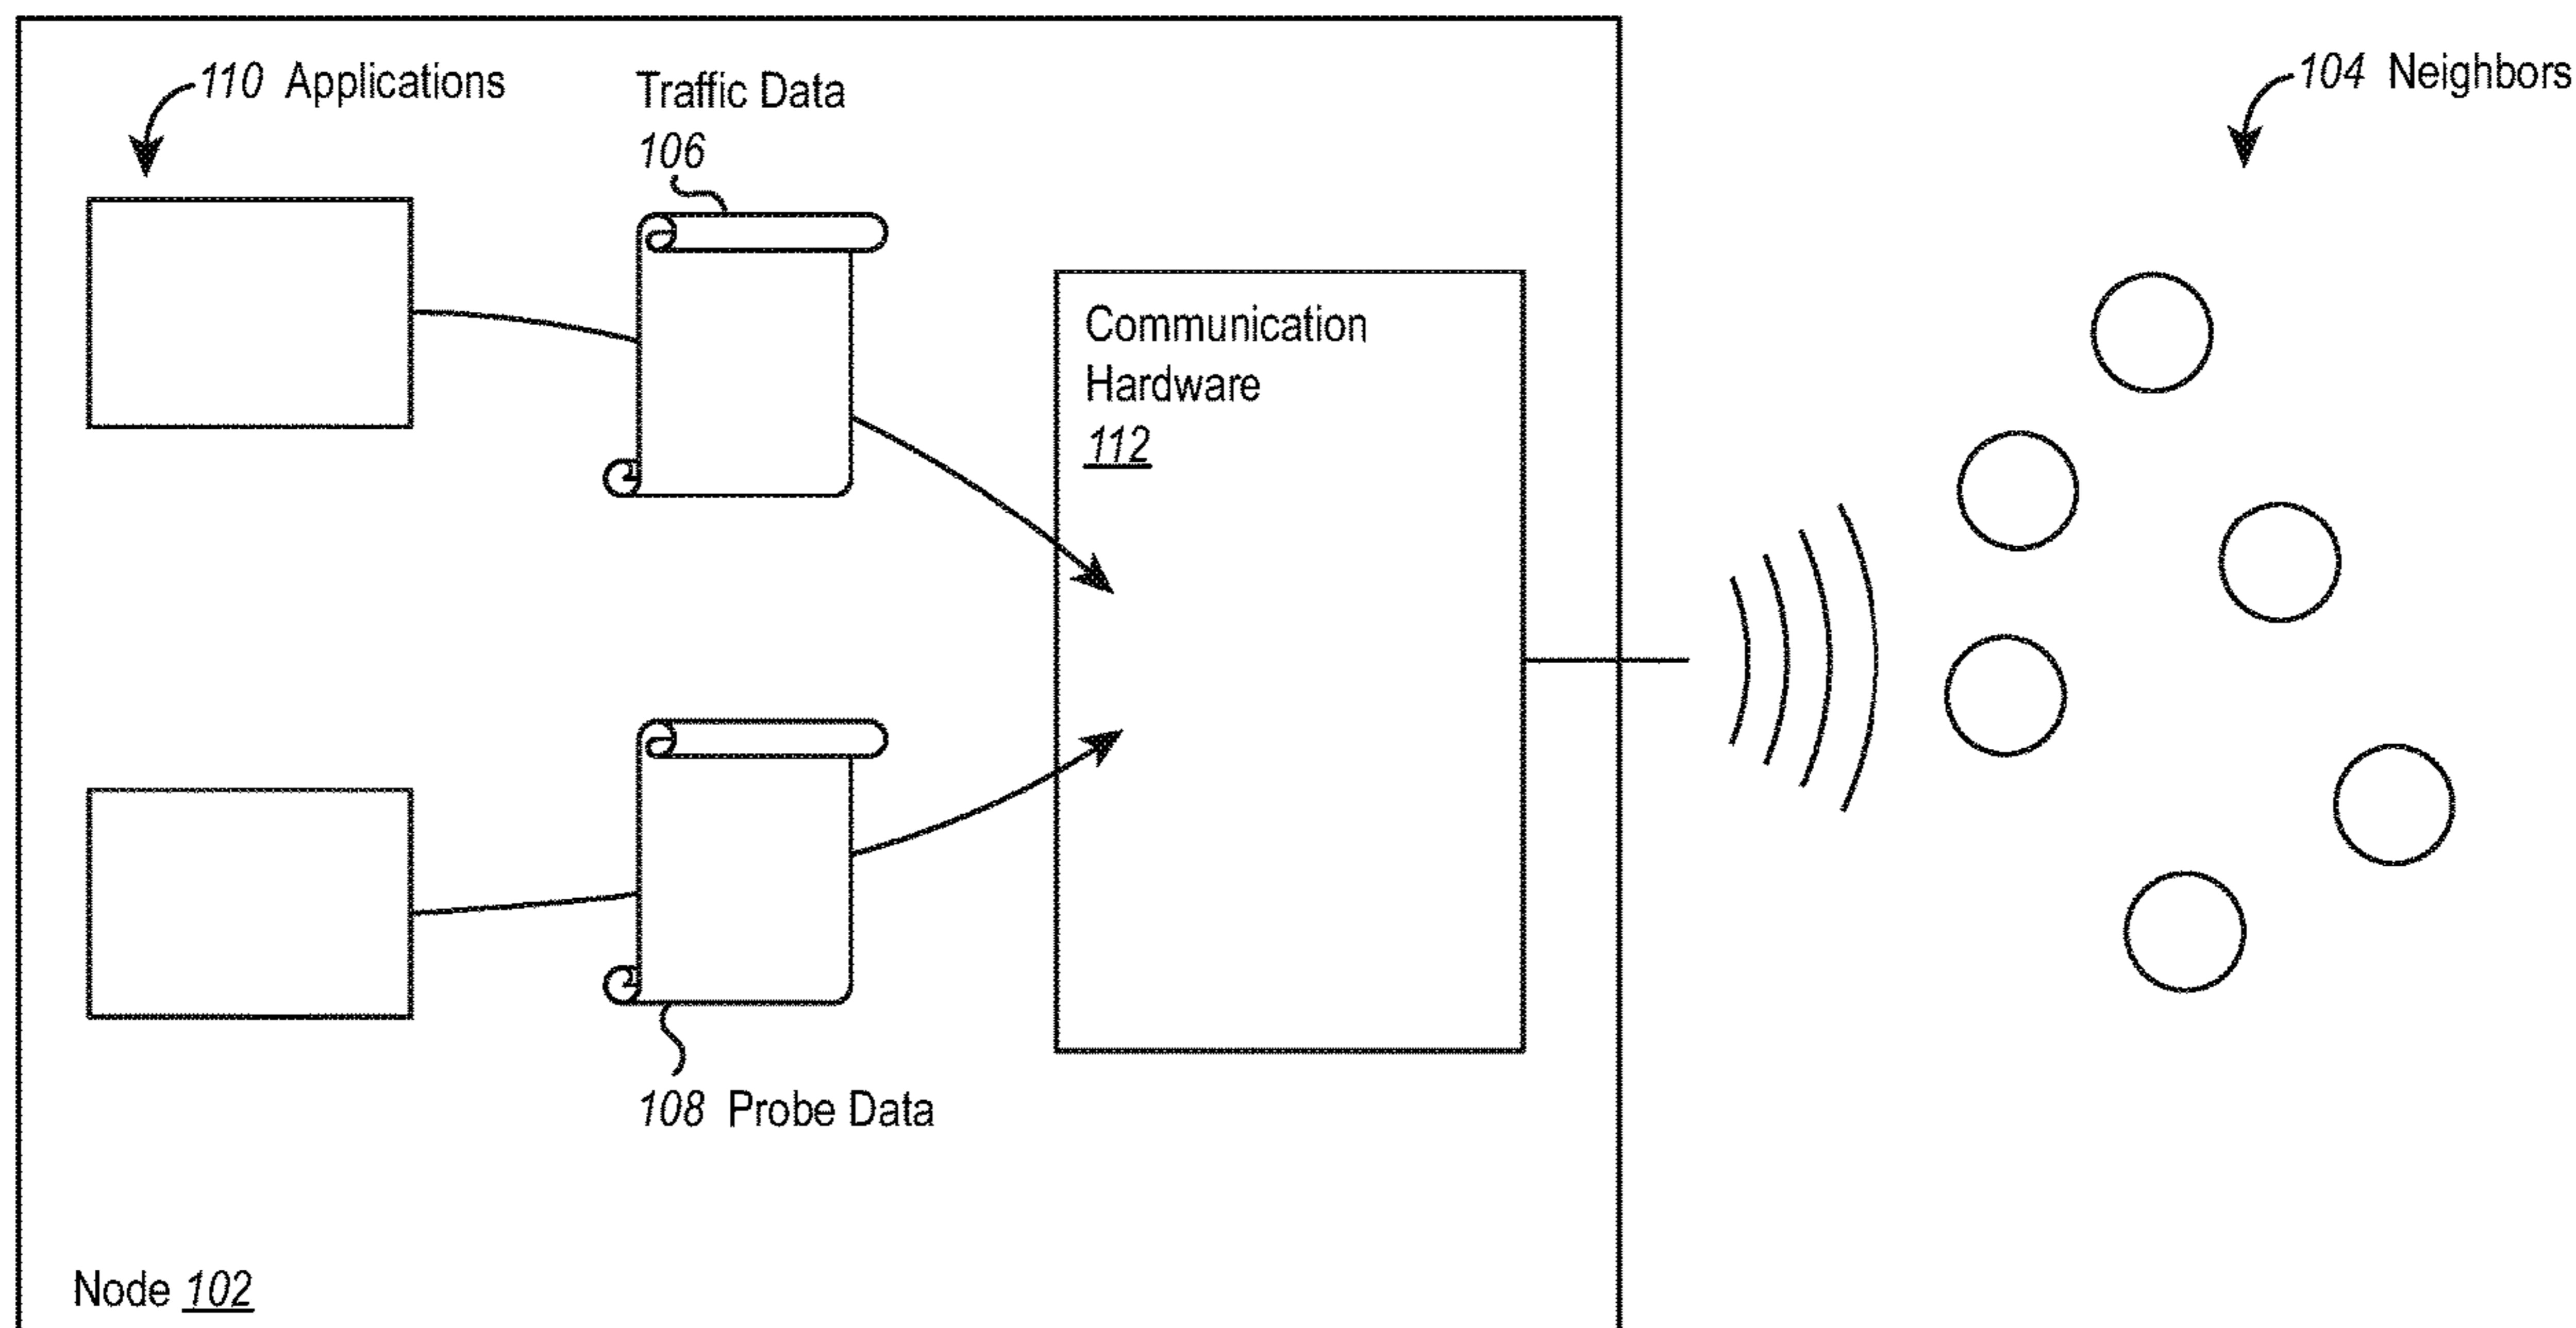 110 Applications
Traffic Data
106
104 Neighbors
Communication
Hardware
112
108 Probe Data
Node 102